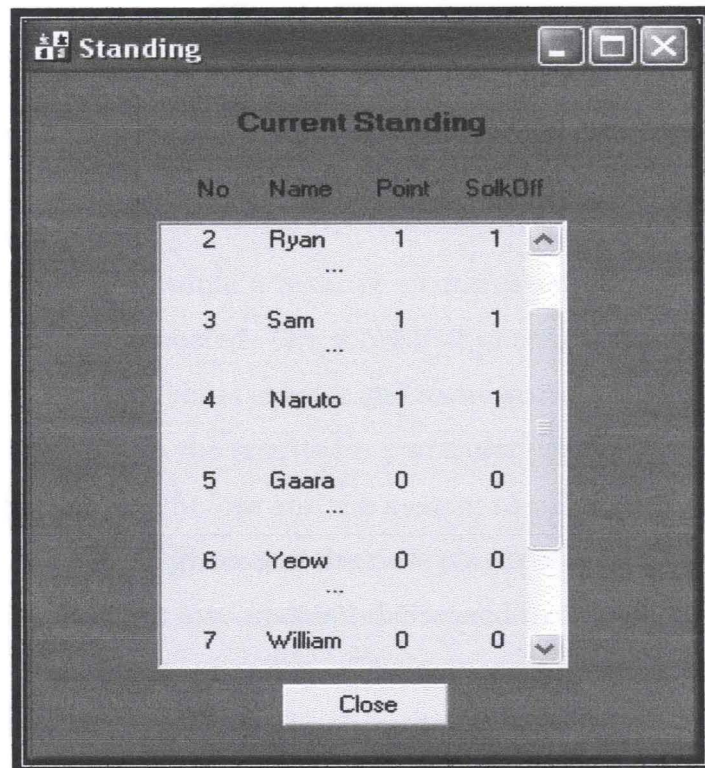 Standing
Current Standing
No Name Point SolkOff
2 Ryan 1 1
...
3 Sam 1 1
...
4 Naruto 1 1
5 Gaara 0 0
...
6 Yeow 0 0
...
7 William 0 0
Close